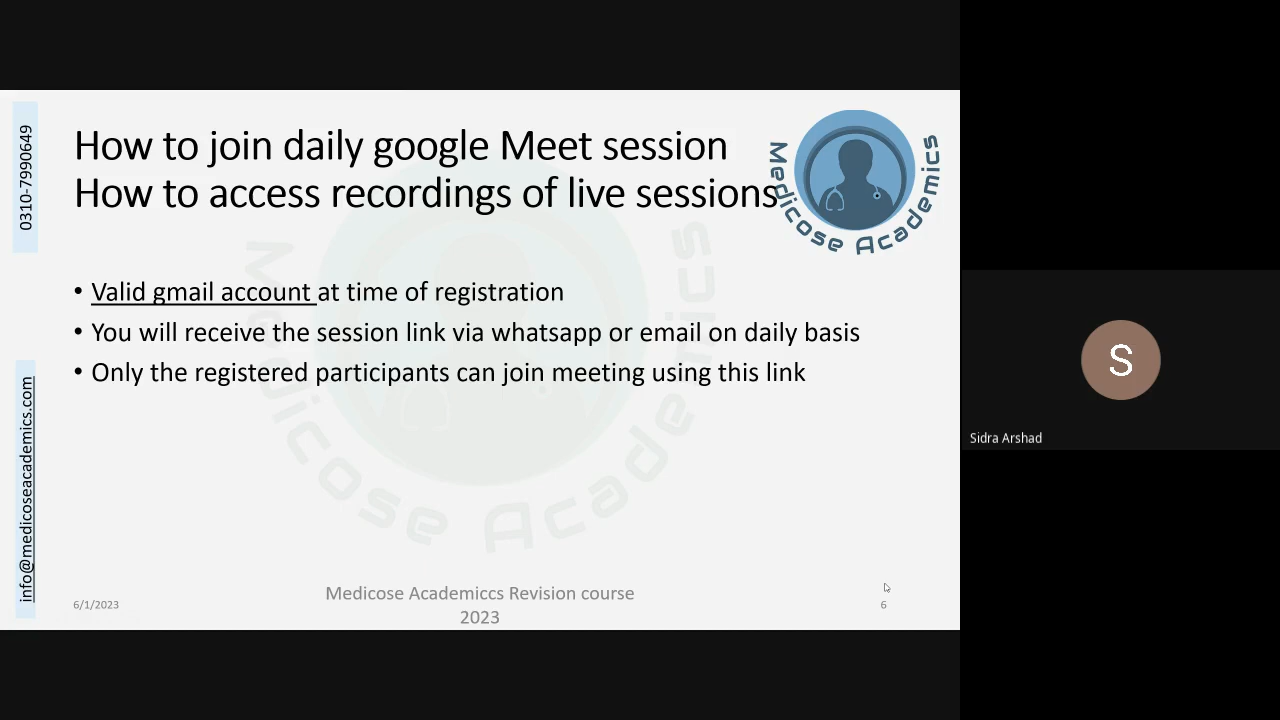 How to join daily google Meet session
How to access recordings of live sessions
Medicose Academics
0310-7990649
• Valid gmail account at time of registration
• You will receive the session link via whatsapp or email on daily basis
• Only the registered participants can join meeting using this link
Medicose Academics
info@medicoseacademics.com
6/1/2023
Medicose Academiccs Revision course
2023
6
S
Sidra Arshad